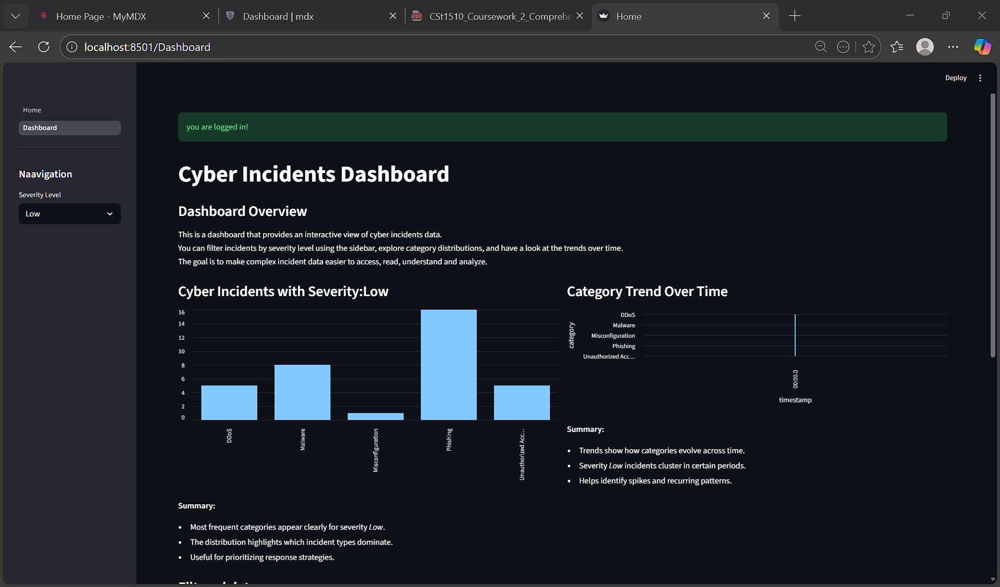 Home Page - MyMDX
Dashboard | mdx
PDF
CSt1510_Coursework_2_Comprehe
Home
localhost:8501/Dashboard
Deploy
Home
Dashboard
Naavigation
Severity Level
Low
you are logged in!
Cyber Incidents Dashboard
Dashboard Overview
This is a dashboard that provides an interactive view of cyber incidents data.
You can filter incidents by severity level using the sidebar, explore category distributions, and have a look at the trends over time.
The goal is to make complex incident data easier to access, read, understand and analyze.
Cyber Incidents with Severity:Low
16
14
12
10
8
6
4
2
0
DDoS
Malware
Misconfiguration
Phishing
Unauthorized Acc...
Summary:
Most frequent categories appear clearly for severity Low.
The distribution highlights which incident types dominate.
Useful for prioritizing response strategies.
Category Trend Over Time
category
DDoS
Malware
Misconfiguration
Phishing
Unauthorized Acc...
00:00.0
timestamp
Summary:
Trends show how categories evolve across time.
Severity Low incidents cluster in certain periods.
Helps identify spikes and recurring patterns.